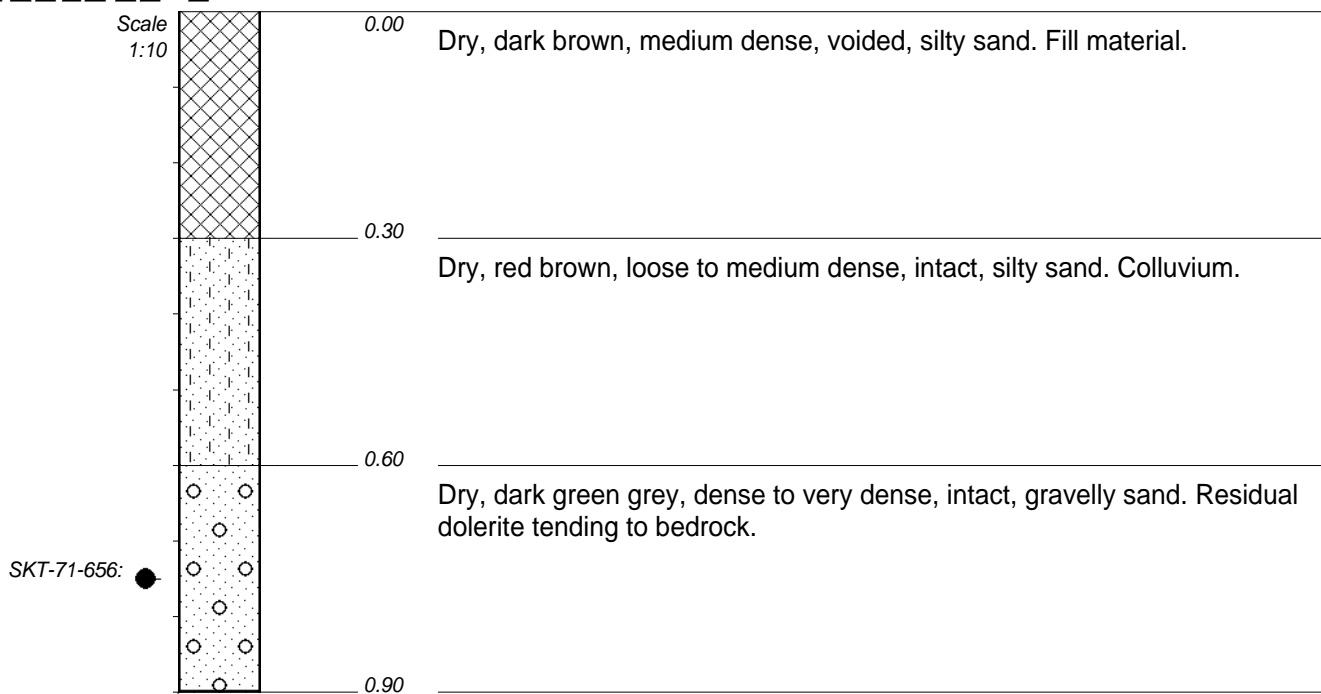 Scale
1:10
0.00
Dry, dark brown, medium dense, voided, silty sand. Fill material.
0.30
Dry, red brown, loose to medium dense, intact, silty sand. Colluvium.
0.60
Dry, dark green grey, dense to very dense, intact, gravelly sand. Residual
dolerite tending to bedrock.
SKT-71-656:
0.90